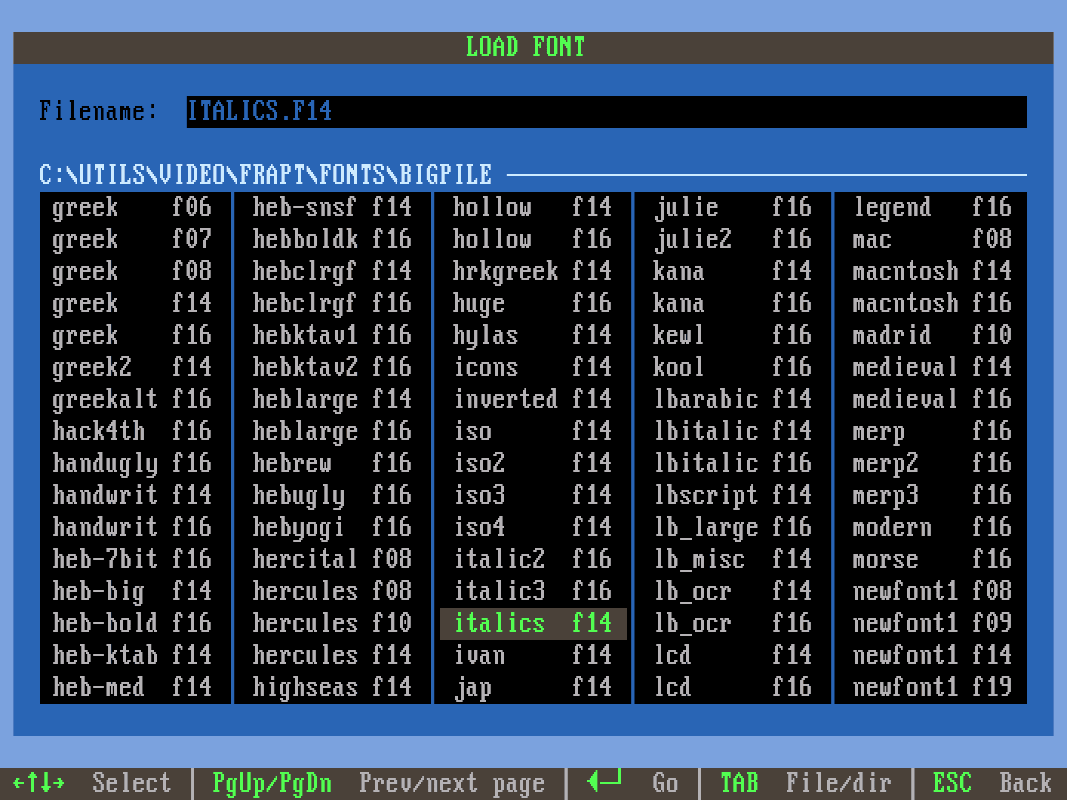 LOAD FONT
Filename: ITALICS.F14
C:\UTILS\VIDEO\FRAPT\FONTS\BIGPILE
greek f06 heb-snsf f14 hollow f14 julie f16 legend f16
greek f07 hebboldk f16 hollow f16 julie2 f16 mac f08
greek f08 hebclrgf f14 hrkgreek f14 kana f14 macntosh f14
greek f14 hebclrgf f16 huge f16 kana f16 macntosh f16
greek f16 hebktav1 f16 hylas f14 kewl f16 madrid f10
greek2 f14 hebktav2 f16 icons f14 kool f16 medieval f14
greekalt f16 heblarge f14 inverted f14 lbarabic f14 medieval f16
hack4th f16 heblarge f16 iso f14 lbitalic f14 merp f16
handugly f16 hebrew f16 iso2 f14 lbitalic f16 merp2 f16
handwrit f14 hebugly f16 iso3 f14 lbscript f14 merp3 f16
handwrit f16 hebyogi f16 iso4 f14 lb_large f16 modern f16
heb-7bit f16 hercital f08 italic2 f16 lb_misc f14 morse f16
heb-big f14 hercules f08 italic3 f16 lb_ocr f14 newfont1 f08
heb-bold f16 hercules f10 italics f14 lb_ocr f16 newfont1 f09
heb-ktab f14 hercules f14 ivan f14 lcd f14 newfont1 f14
heb-med f14 highseas f14 jap f14 lcd f16 newfont1 f19
←↑↓→ Select │ PgUp/PgDn Prev/next page │ ◄─┘ Go │ TAB File/dir │ ESC Back